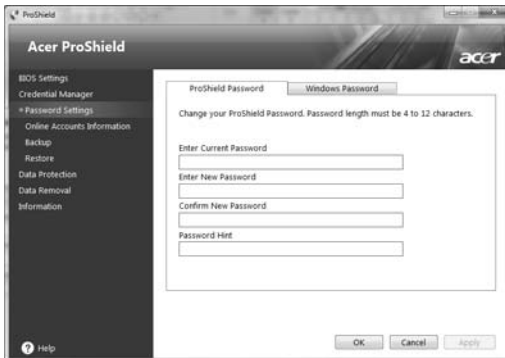 ProShield
Acer ProShield
acer
BIOS Settings
Credential Manager
Password Settings
Online Accounts Information
Backup
Restore
Data Protection
Data Removal
Information
Help
ProShield Password
Windows Password
Change your ProShield Password. Password length must be 4 to 12 characters.
Enter Current Password
Enter New Password
Confirm New Password
Password Hint
OK
Cancel
Apply